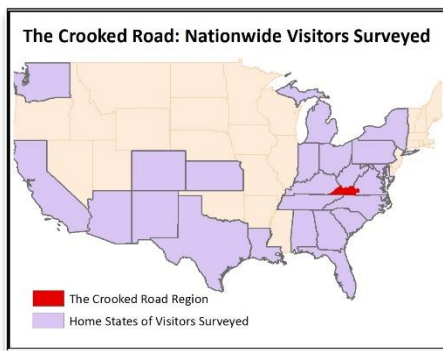 The Crooked Road: Nationwide Visitors Surveyed
The Crooked Road Region
Home States of Visitors Surveyed